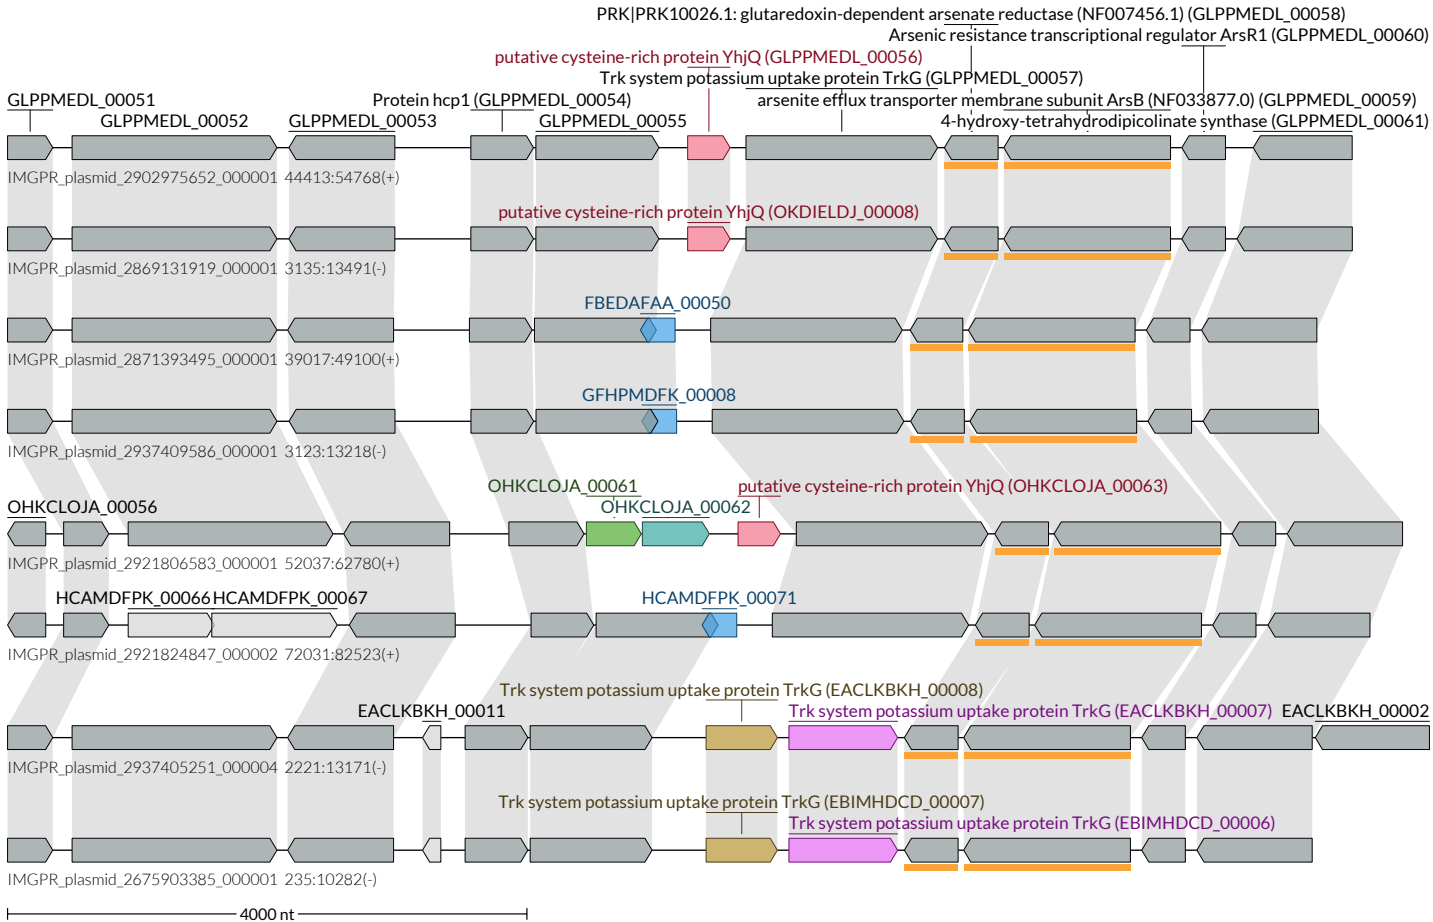 PRK|PRK10026.1: glutaredoxin-dependent arsenate reductase (NF007456.1) (GLPPMEDL_00058)
Arsenic resistance transcriptional regulator ArsR1 (GLPPMEDL_00060)
putative cysteine-rich protein YhjQ (GLPPMEDL_00056)
Trk system potassium uptake protein TrkG (GLPPMEDL_00057)
GLPPMEDL_00051 Protein hcp1 (GLPPMEDL_00054) arsenite efflux transporter membrane subunit ArsB (NF033877.0) (GLPPMEDL_00059)
GLPPMEDL_00052 GLPPMEDL_00053 GLPPMEDL_00055 4-hydroxy-tetrahydrodipicolinate synthase (GLPPMEDL_00061)
IMGPR_plasmid_2902975652_000001 44413:54768(+)
putative cysteine-rich protein YhjQ (OKDIELDJ_00008)
IMGPR_plasmid_2869131919_000001 3135:13491(-)
FBEDAFAA_00050
IMGPR_plasmid_2871393495_000001 39017:49100(+)
GFHPMDFK_00008
IMGPR_plasmid_2937409586_000001 3123:13218(-)
OHKCLOJA_00061 putative cysteine-rich protein YhjQ (OHKCLOJA_00063)
OHKCLOJA_00056 OHKCLOJA_00062
IMGPR_plasmid_2921806583_000001 52037:62780(+)
HCAMDFPK_00066 HCAMDFPK_00067 HCAMDFPK_00071
IMGPR_plasmid_2921824847_000002 72031:82523(+)
Trk system potassium uptake protein TrkG (EACLKBKH_00008)
EACLKBKH_00011 Trk system potassium uptake protein TrkG (EACLKBKH_00007) EACLKBKH_00002
IMGPR_plasmid_2937405251_000004 2221:13171(-)
Trk system potassium uptake protein TrkG (EBIMHDCD_00007)
Trk system potassium uptake protein TrkG (EBIMHDCD_00006)
IMGPR_plasmid_2675903385_000001 235:10282(-)
4000 nt